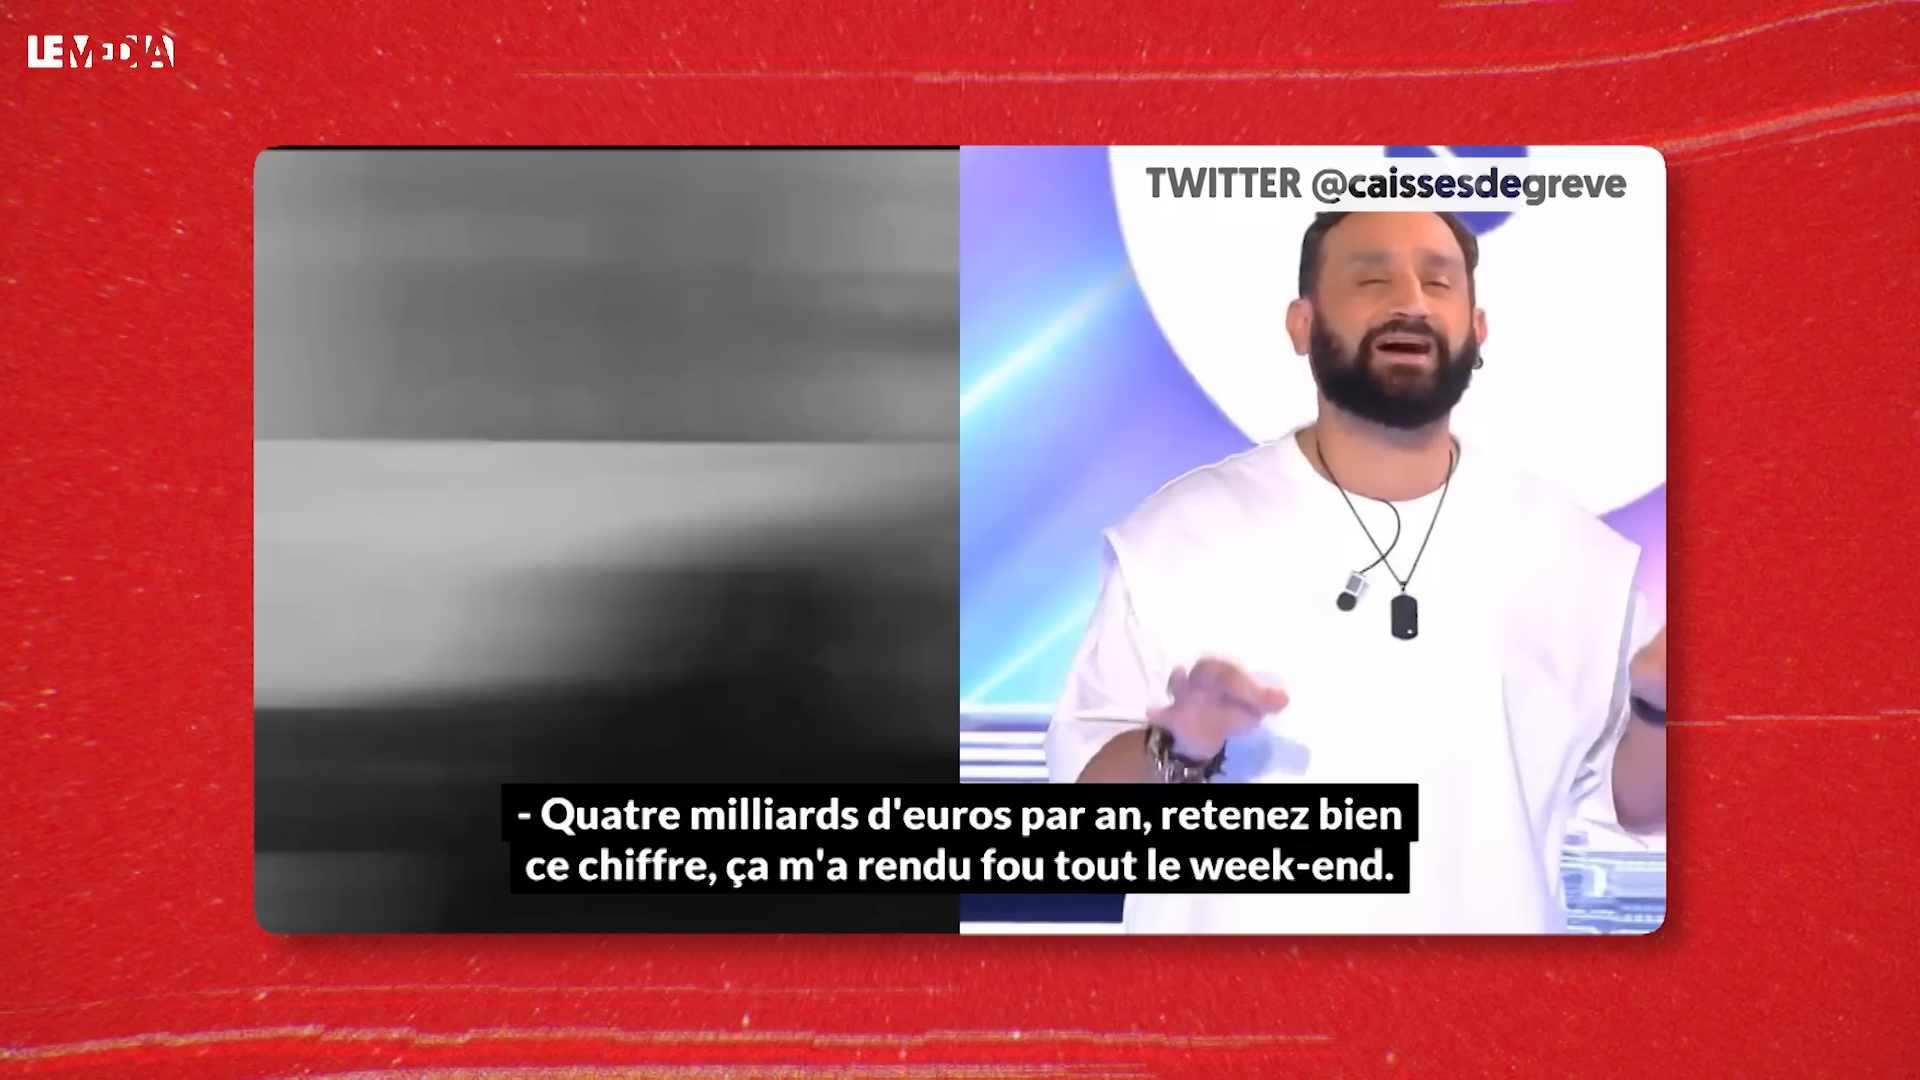 LE MEDIA
TWITTER @caissesdegreve
- Quatre milliards d'euros par an, retenez bien
ce chiffre, ça m'a rendu fou tout le week-end.